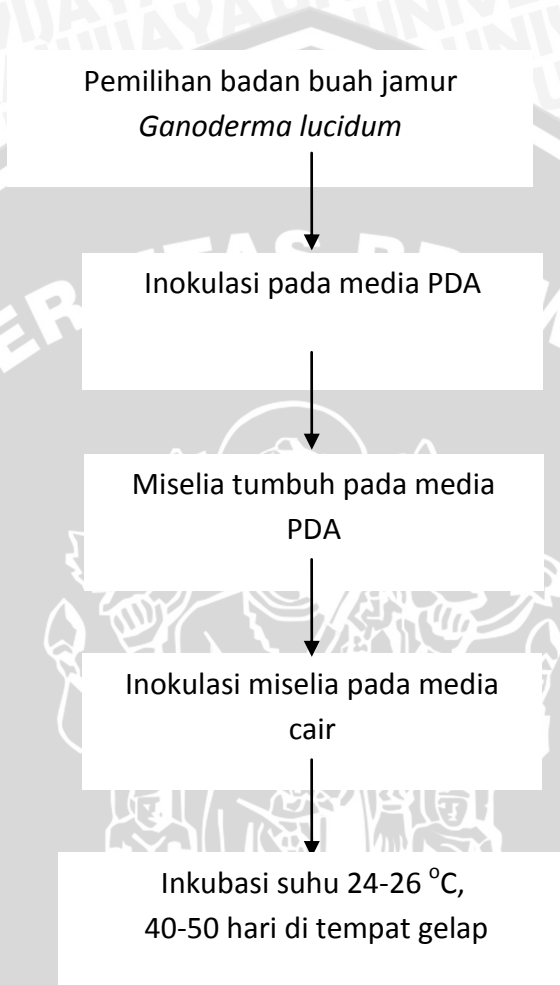 Pemilihan badan buah jamur
Ganoderma lucidum
Inokulasi pada media PDA
Miselia tumbuh pada media
PDA
Inokulasi miselia pada media
cair
Inkubasi suhu 24-26 °C,
40-50 hari di tempat gelap